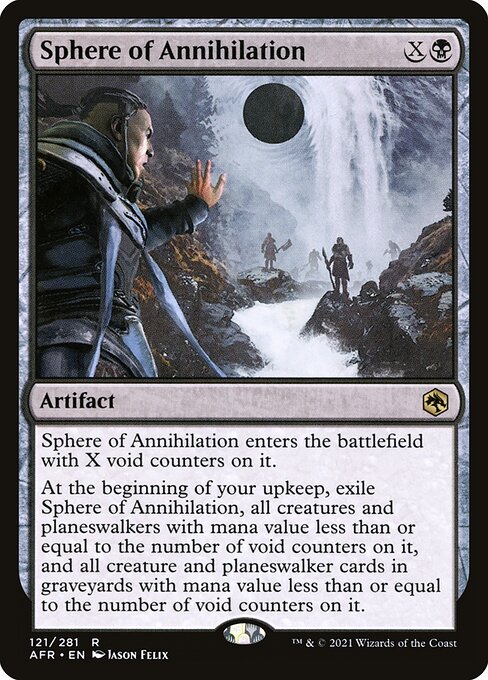 Sphere of Annihilation X
Artifact
Sphere of Annihilation enters the battlefield
with X void counters on it.
At the beginning of your upkeep, exile
Sphere of Annihilation, all creatures and
planeswalkers with mana value less than or
equal to the number of void counters on it,
and all creature and planeswalker cards in
graveyards with mana value less than or equal
to the number of void counters on it.
121/281 R
AFR • EN Jason Felix
™ & © 2021 Wizards of the Coast